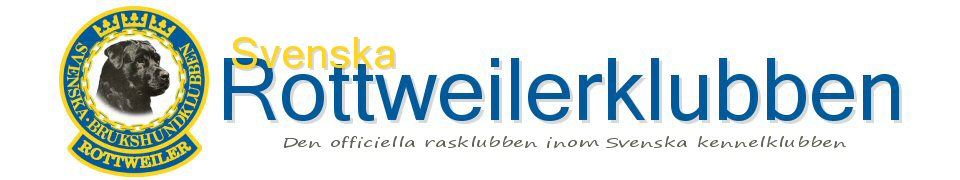 SVENSKA · BRUKSHUNDKLUBBEN
ROTTWEILER
Svenska
Rottweilerklubben
Den officiella rasklubben inom Svenska kennelklubben